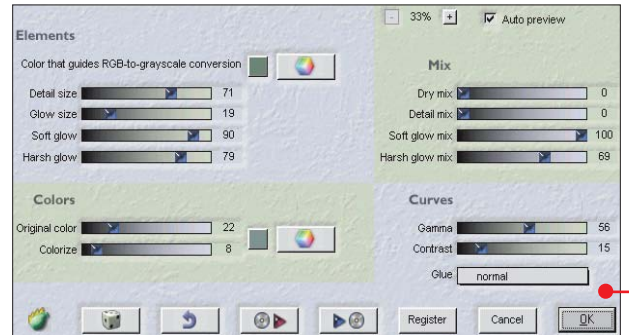 - 33% + Auto preview
Elements
Color that guides RGB-to-grayscale conversion
Detail size 71
Glow size 19
Soft glow 90
Harsh glow 79
Mix
Dry mix 0
Detail mix 0
Soft glow mix 100
Harsh glow mix 69
Colors
Original color 22
Colorize 8
Curves
Gamma 56
Contrast 15
Glue normal
Register Cancel OK